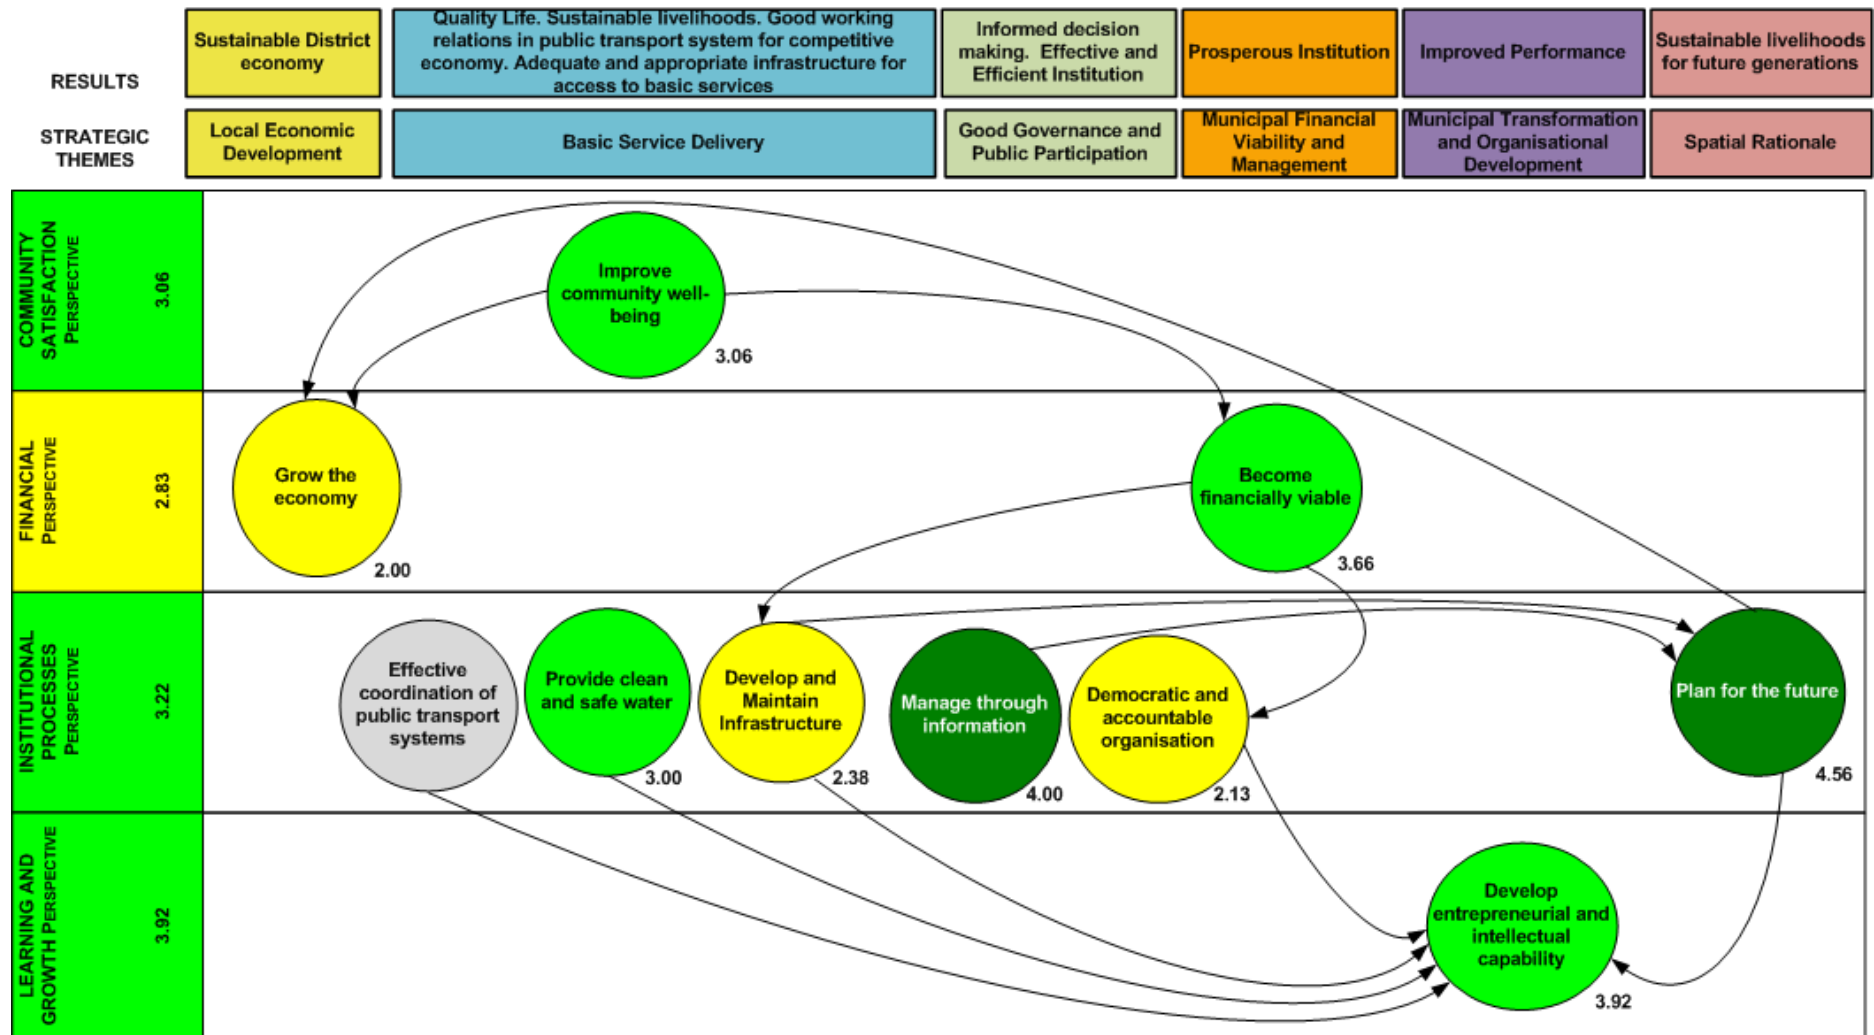 RESULTS
Sustainable District
economy
Quality Life. Sustainable livelihoods. Good working
relations in public transport system for competitive
economy. Adequate and appropriate infrastructure for
access to basic services
Informed decision
making. Effective and
Efficient Institution
Prosperous Institution
Improved Performance
Sustainable livelihoods
for future generations
STRATEGIC
THEMES
Local Economic
Development
Basic Service Delivery
Good Governance and
Public Participation
Municipal Financial
Viability and
Management
Municipal Transformation
and Organisational
Development
Spatial Rationale
COMMUNITY
SATISFACTION
PERSPECTIVE
3.06
Improve
community well-
being
3.06
FINANCIAL
PERSPECTIVE
2.83
Grow the
economy
2.00
Become
financially viable
3.66
INSTITUTIONAL
PROCESSES
PERSPECTIVE
3.22
Effective
coordination of
public transport
systems
Provide clean
and safe water
3.00
Develop and
Maintain
Infrastructure
2.38
Manage through
information
4.00
Democratic and
accountable
organisation
2.13
Plan for the future
4.56
LEARNING AND
GROWTH PERSPECTIVE
3.92
Develop
entrepreneurial and
intellectual
capability
3.92